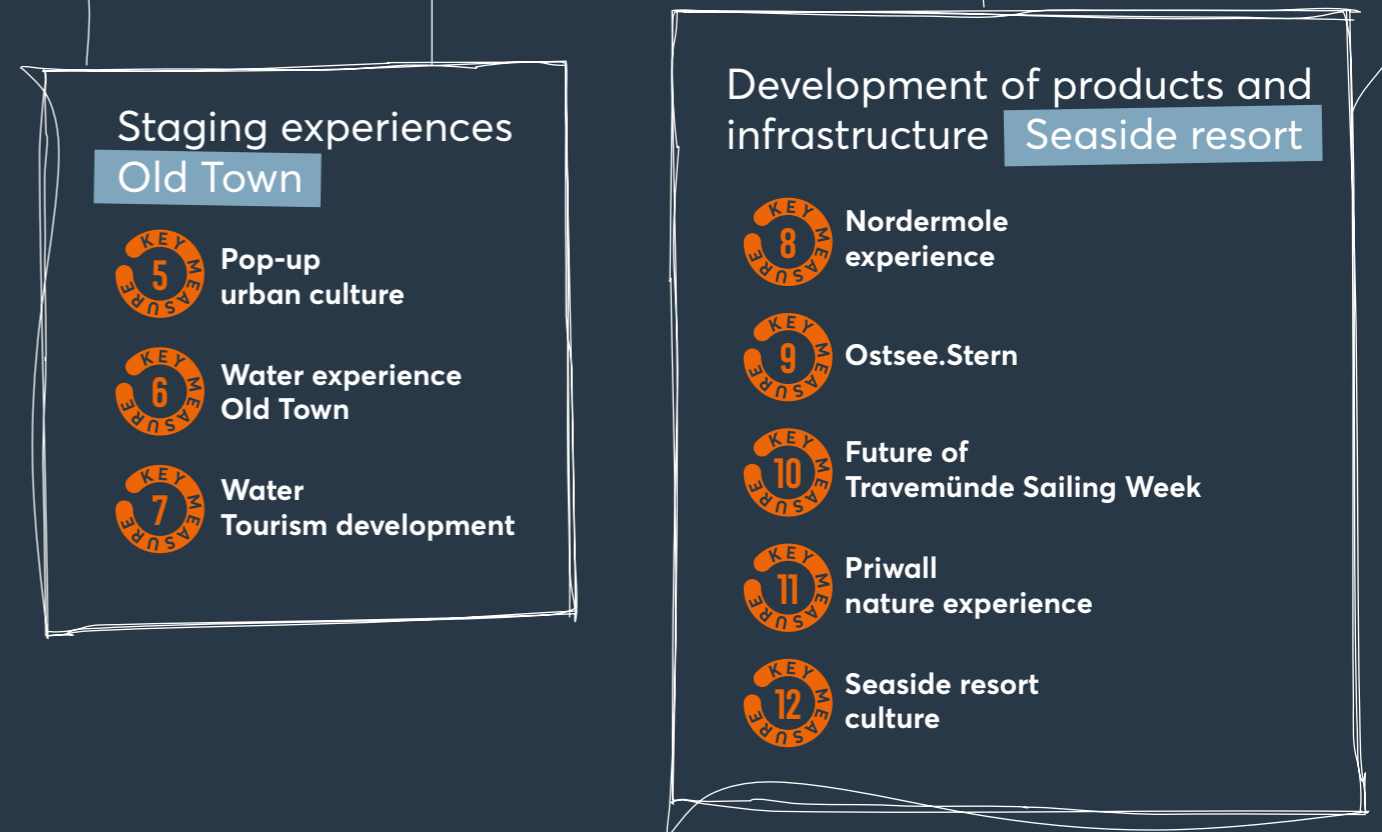 Staging experiences
Old Town
KEY MEASURE
5
Pop-up
urban culture
KEY MEASURE
6
Water experience
Old Town
KEY MEASURE
7
Water
Tourism development
Development of products and
infrastructure Seaside resort
KEY MEASURE
8
Nordermole
experience
KEY MEASURE
9
Ostsee.Stern
KEY MEASURE
10
Future of
Travemünde Sailing Week
KEY MEASURE
11
Priwall
nature experience
KEY MEASURE
12
Seaside resort
culture